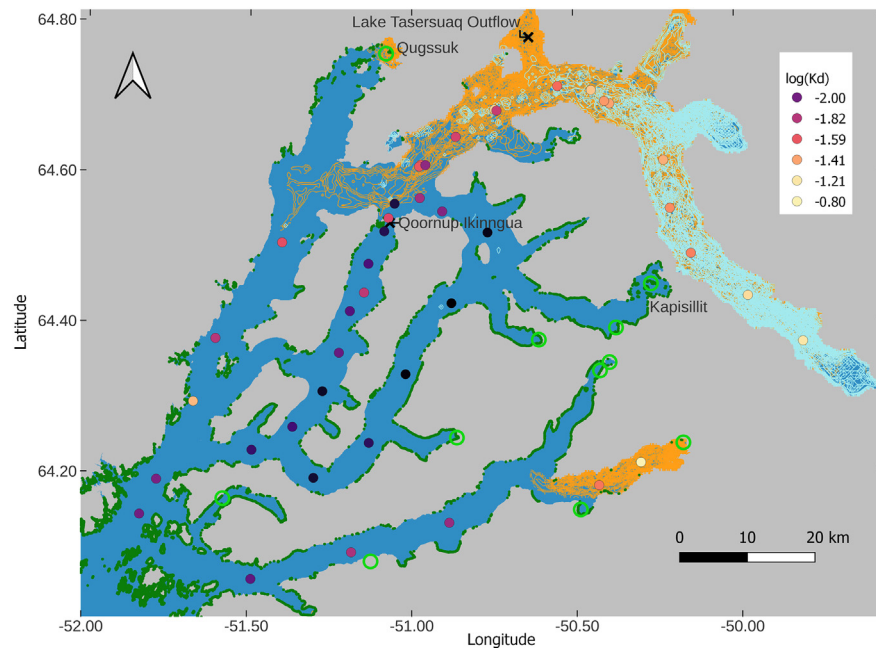 64.80
Lake Tasersuaq Outflow
Qugssuk
log(Kd)
-2.00
-1.82
-1.59
-1.41
-1.21
-0.80
64.60
Qoornup Ikinngua
Kapisillit
64.40
Latitude
64.20
0 10 20 km
-52.00 -51.50 -51.00 -50.50 -50.00
Longitude